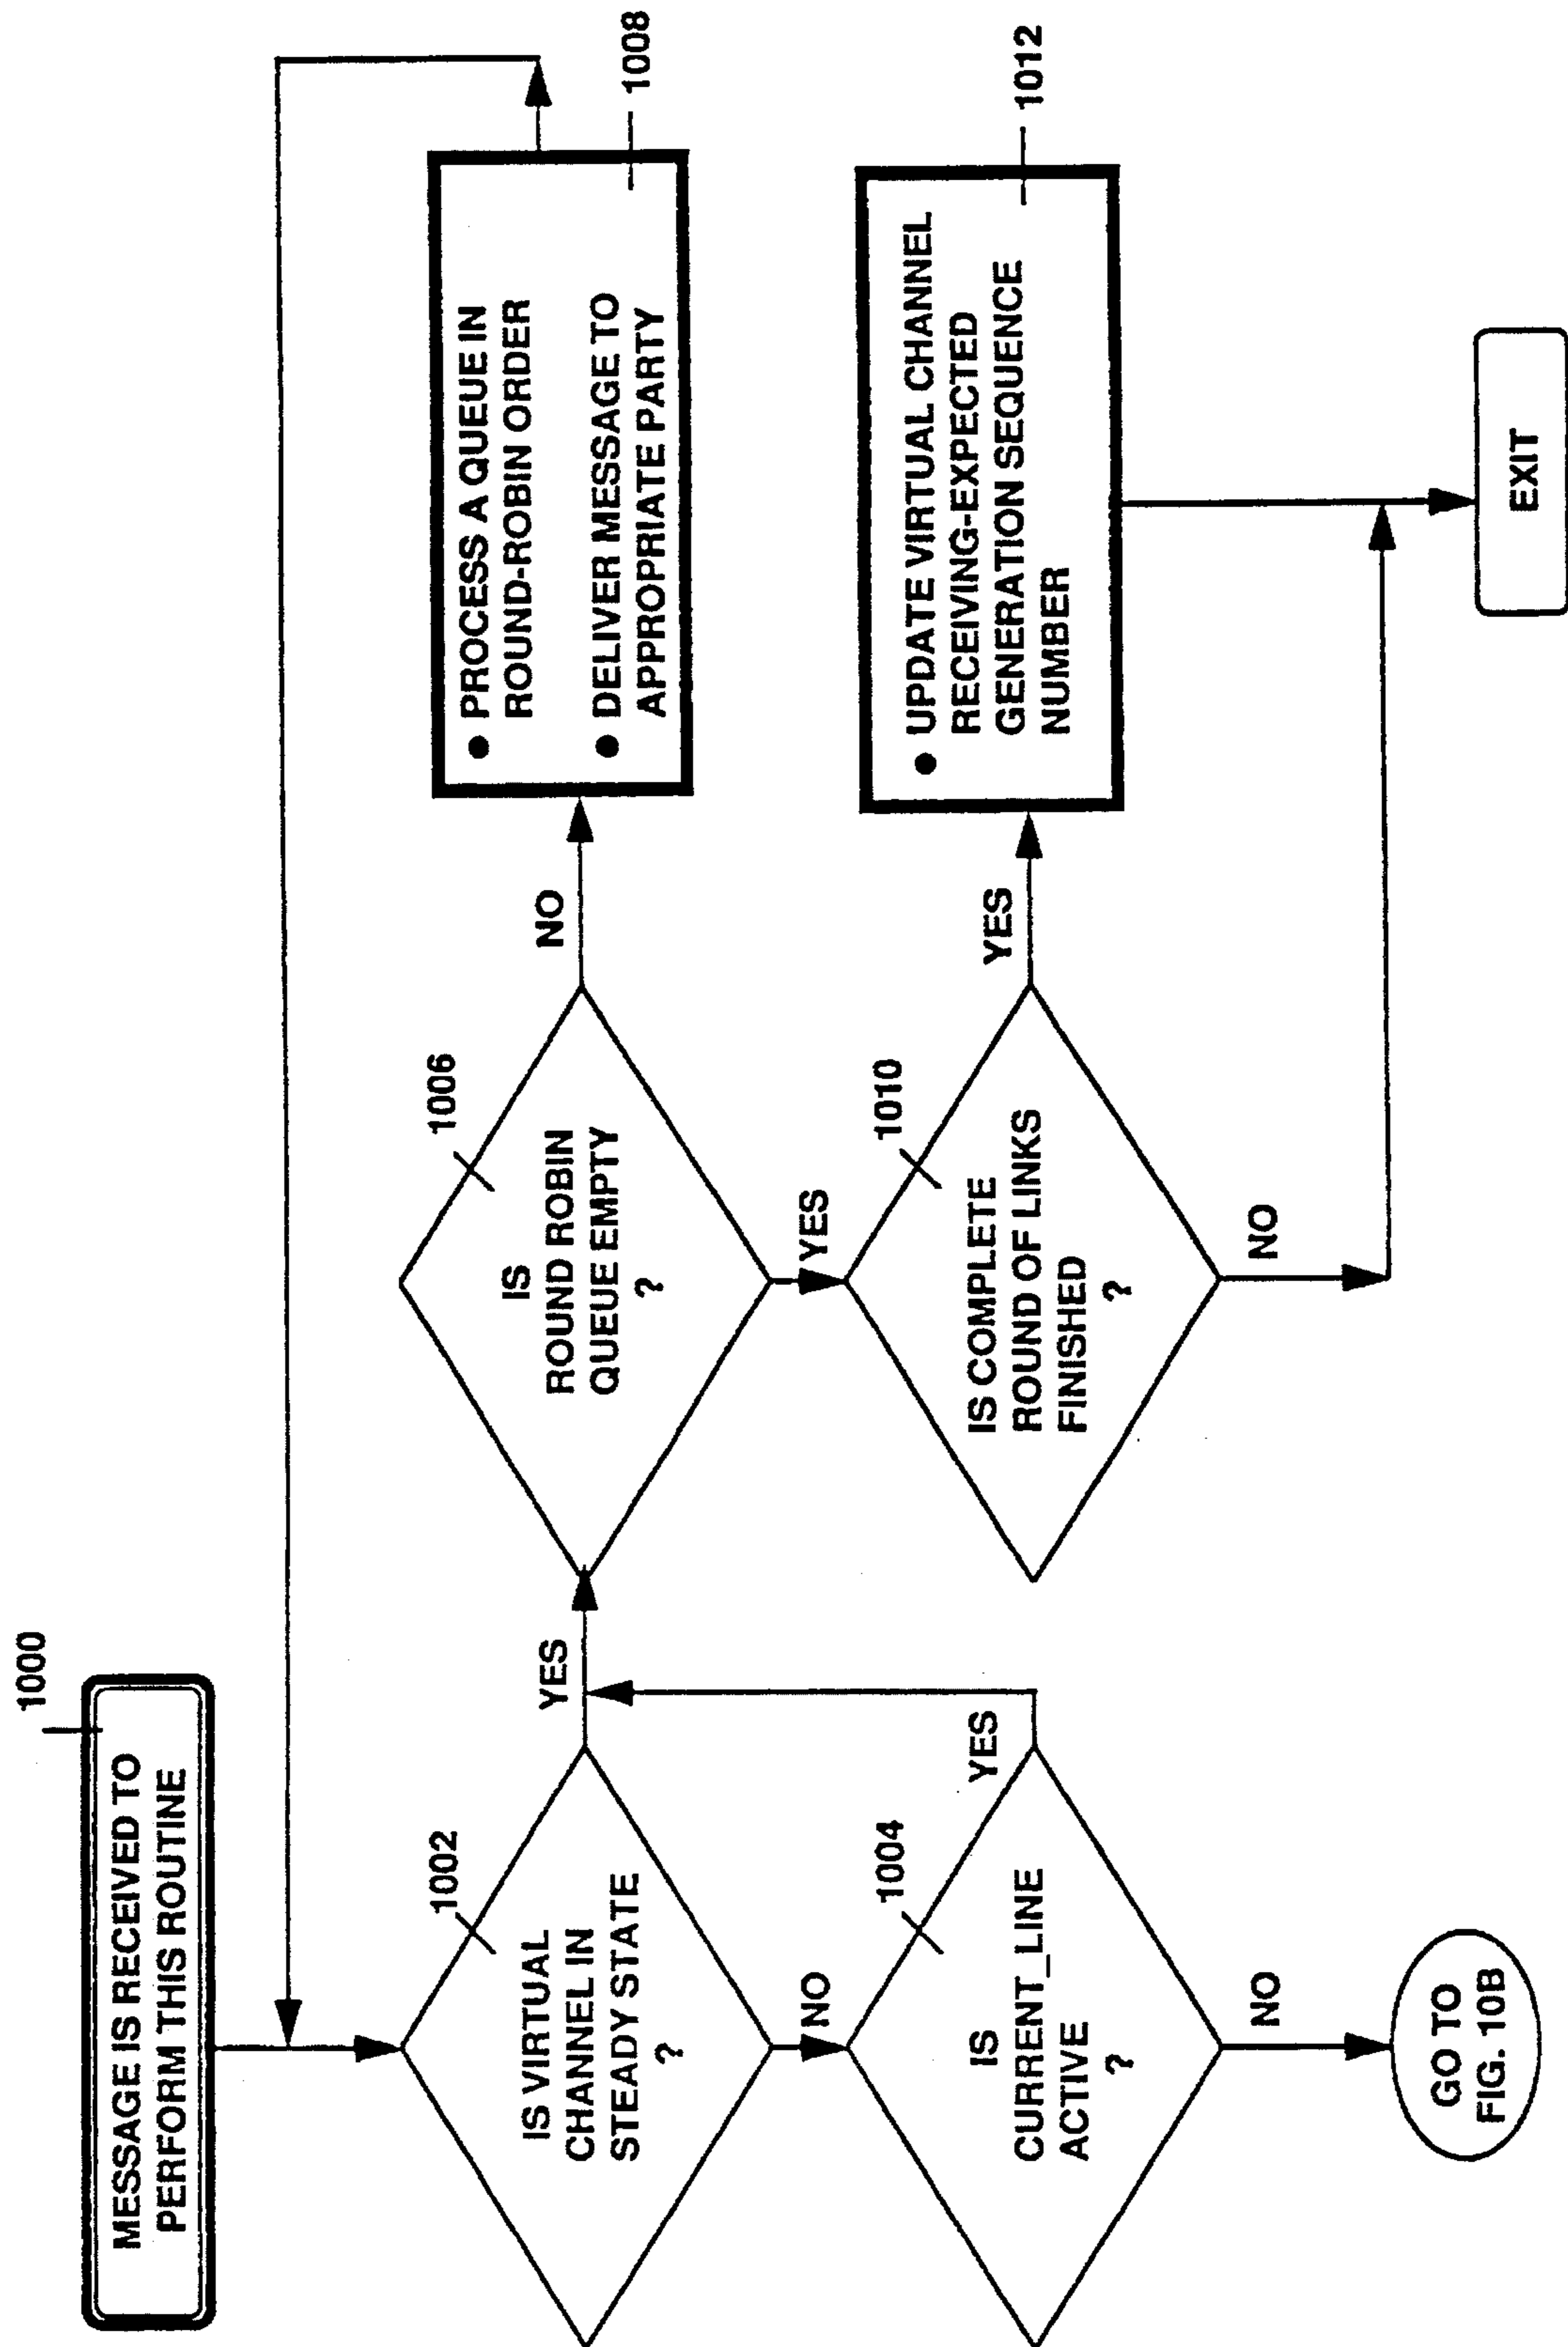 1000
MESSAGE IS RECEIVED TO
PERFORM THIS ROUTINE
1002
IS VIRTUAL
CHANNEL IN
STEADY STATE
?
YES
NO
1004
IS
CURRENT_LINE
ACTIVE
?
YES
NO
GO TO
FIG. 10B
1006
IS
ROUND ROBIN
QUEUE EMPTY
?
NO
YES
● PROCESS A QUEUE IN
ROUND-ROBIN ORDER
● DELIVER MESSAGE TO
APPROPRIATE PARTY
1008
1010
IS COMPLETE
ROUND OF LINKS
FINISHED
?
YES
NO
● UPDATE VIRTUAL CHANNEL
RECEIVING-EXPECTED
GENERATION SEQUENCE
NUMBER
1012
EXIT